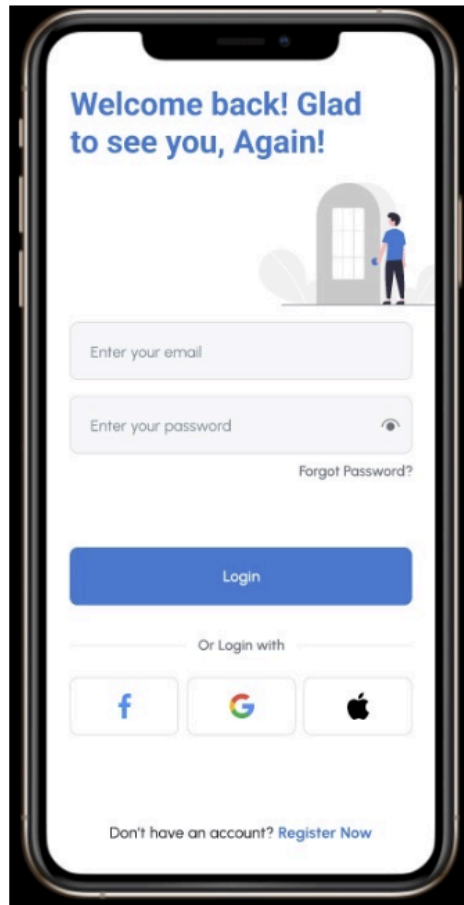 Welcome back! Glad
to see you, Again!
Enter your email
Enter your password
Forgot Password?
Login
Or Login with
Don't have an account? Register Now